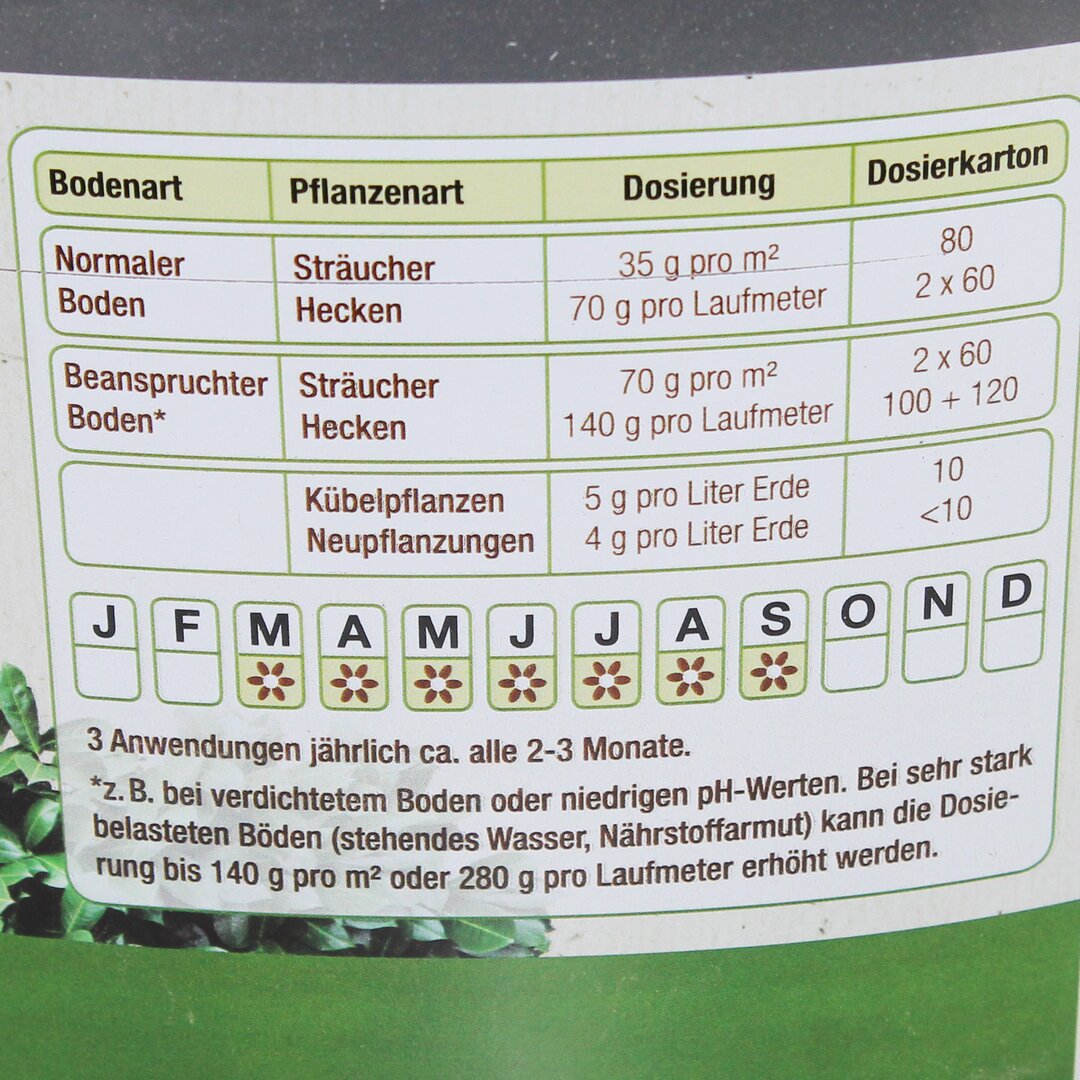 Bodenart Pflanzenart Dosierung Dosierkarton
Normaler Sträucher 35 g pro m² 80
Boden Hecken 70 g pro Laufmeter 2 x 60
Beanspruchter Sträucher 70 g pro m² 2 x 60
Boden* Hecken 140 g pro Laufmeter 100 + 120
Kübelpflanzen 5 g pro Liter Erde 10
Neupflanzungen 4 g pro Liter Erde <10
J F M A M J J A S O N D
3 Anwendungen jährlich ca. alle 2-3 Monate.
*z. B. bei verdichtetem Boden oder niedrigen pH-Werten. Bei sehr stark
belasteten Böden (stehendes Wasser, Nährstoffarmut) kann die Dosie-
rung bis 140 g pro m² oder 280 g pro Laufmeter erhöht werden.